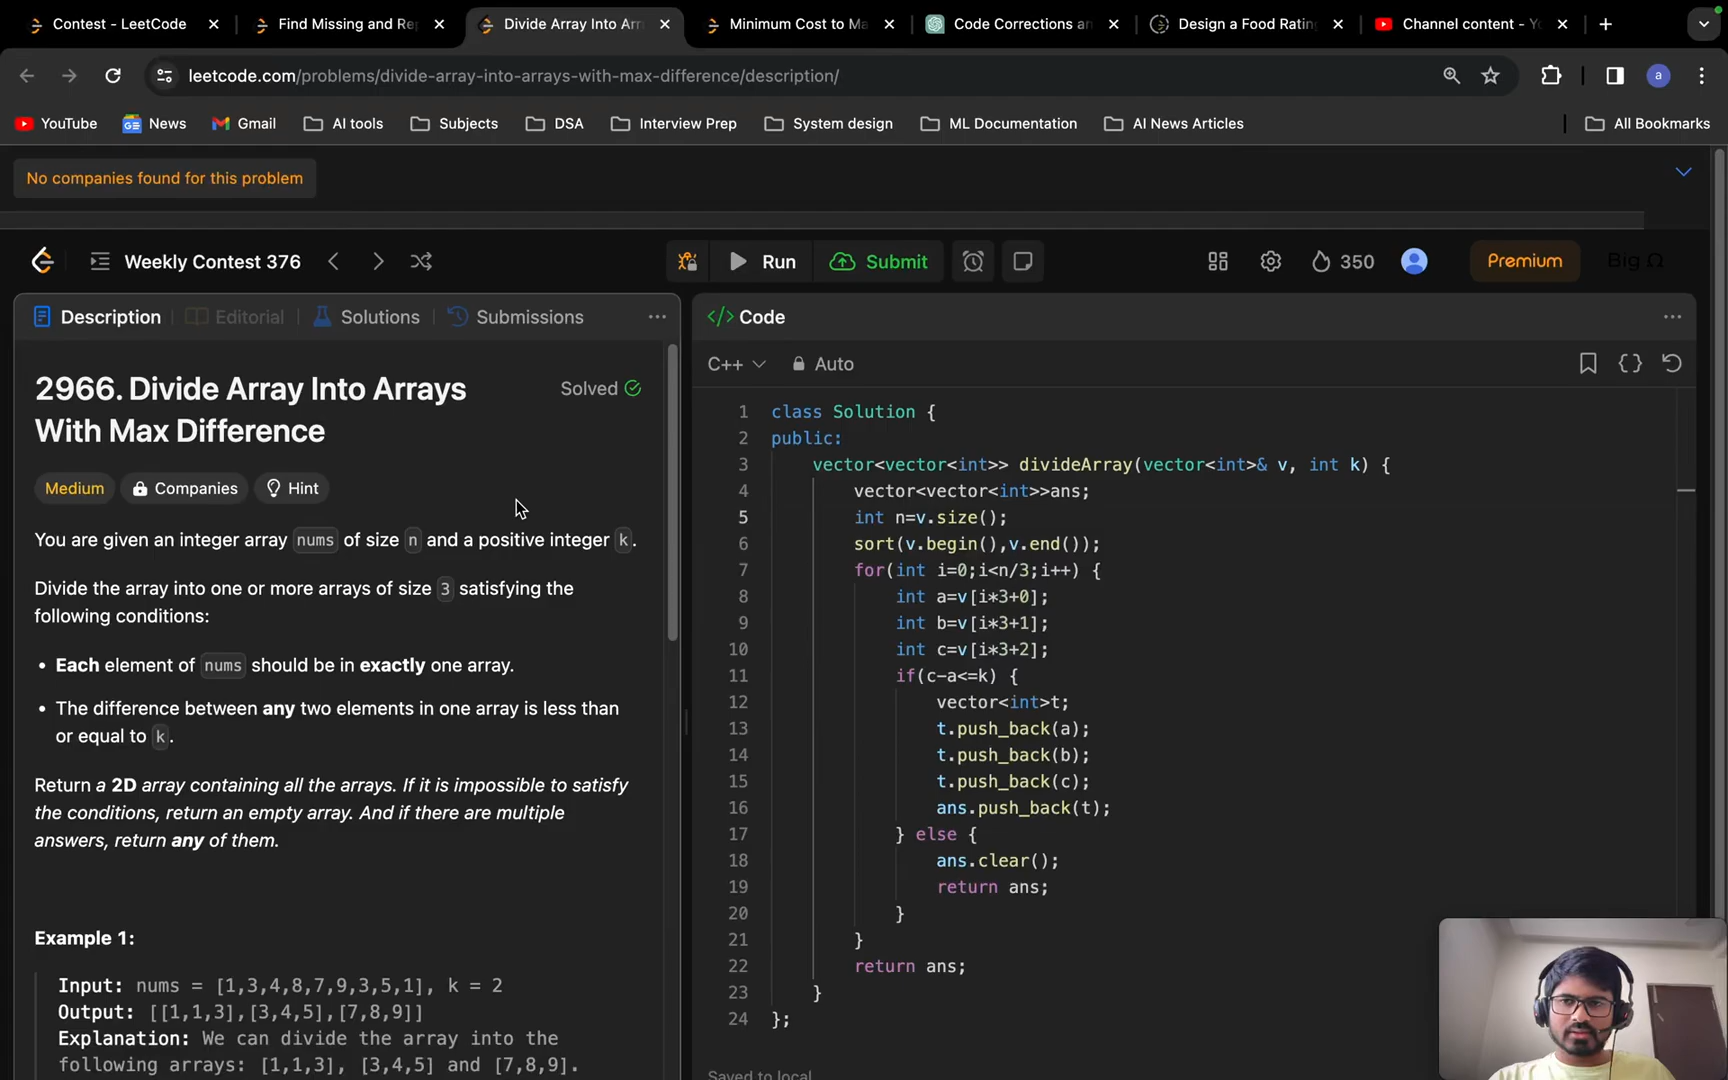 Contest - LeetCode
Find Missing and Re
Divide Array Into Arr
Minimum Cost to Ma
Code Corrections an
Design a Food Rating
Channel content - Y
leetcode.com/problems/divide-array-into-arrays-with-max-difference/description/
a
YouTube
News
Gmail
AI tools
Subjects
DSA
Interview Prep
System design
ML Documentation
AI News Articles
All Bookmarks
No companies found for this problem
Weekly Contest 376
Run
Submit
350
Premium
Big Ω
Description
Editorial
Solutions
Submissions
Code
2966. Divide Array Into Arrays
With Max Difference
Solved
Medium
Companies
Hint
You are given an integer array nums of size n and a positive integer k.
Divide the array into one or more arrays of size 3 satisfying the
following conditions:
• Each element of nums should be in exactly one array.
• The difference between any two elements in one array is less than
or equal to k.
Return a 2D array containing all the arrays. If it is impossible to satisfy
the conditions, return an empty array. And if there are multiple
answers, return any of them.
Example 1:
Input: nums = [1,3,4,8,7,9,3,5,1], k = 2
Output: [[1,1,3],[3,4,5],[7,8,9]]
Explanation: We can divide the array into the
following arrays: [1,1,3], [3,4,5] and [7,8,9].
C++
Auto
1 class Solution {
2 public:
3 vector<vector<int>> divideArray(vector<int>& v, int k) {
4 vector<vector<int>>ans;
5 int n=v.size();
6 sort(v.begin(),v.end());
7 for(int i=0;i<n/3;i++) {
8 int a=v[i*3+0];
9 int b=v[i*3+1];
10 int c=v[i*3+2];
11 if(c-a<=k) {
12 vector<int>t;
13 t.push_back(a);
14 t.push_back(b);
15 t.push_back(c);
16 ans.push_back(t);
17 } else {
18 ans.clear();
19 return ans;
20 }
21 }
22 return ans;
23 }
24 };
Saved to local